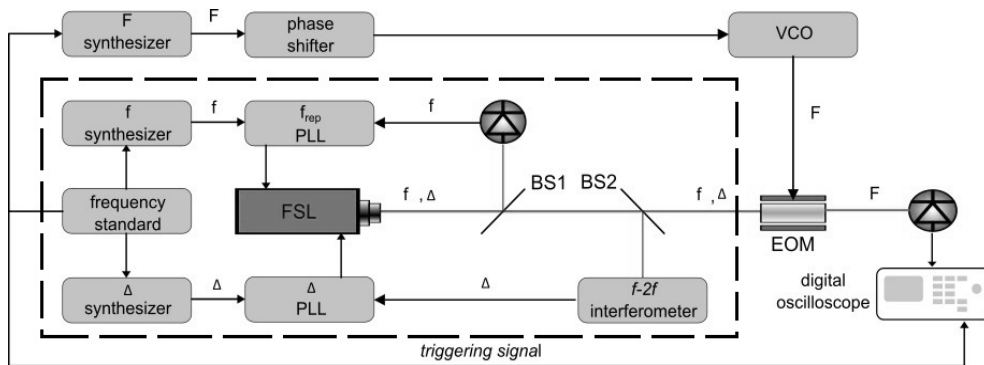 F
synthesizer
F
phase
shifter
VCO
f
synthesizer
f
f_rep
PLL
f
F
BS1
BS2
frequency
standard
FSL
f , Δ
f , Δ
F
EOM
Δ
synthesizer
Δ
Δ
PLL
Δ
f-2f
interferometer
digital
oscilloscope
triggering signal